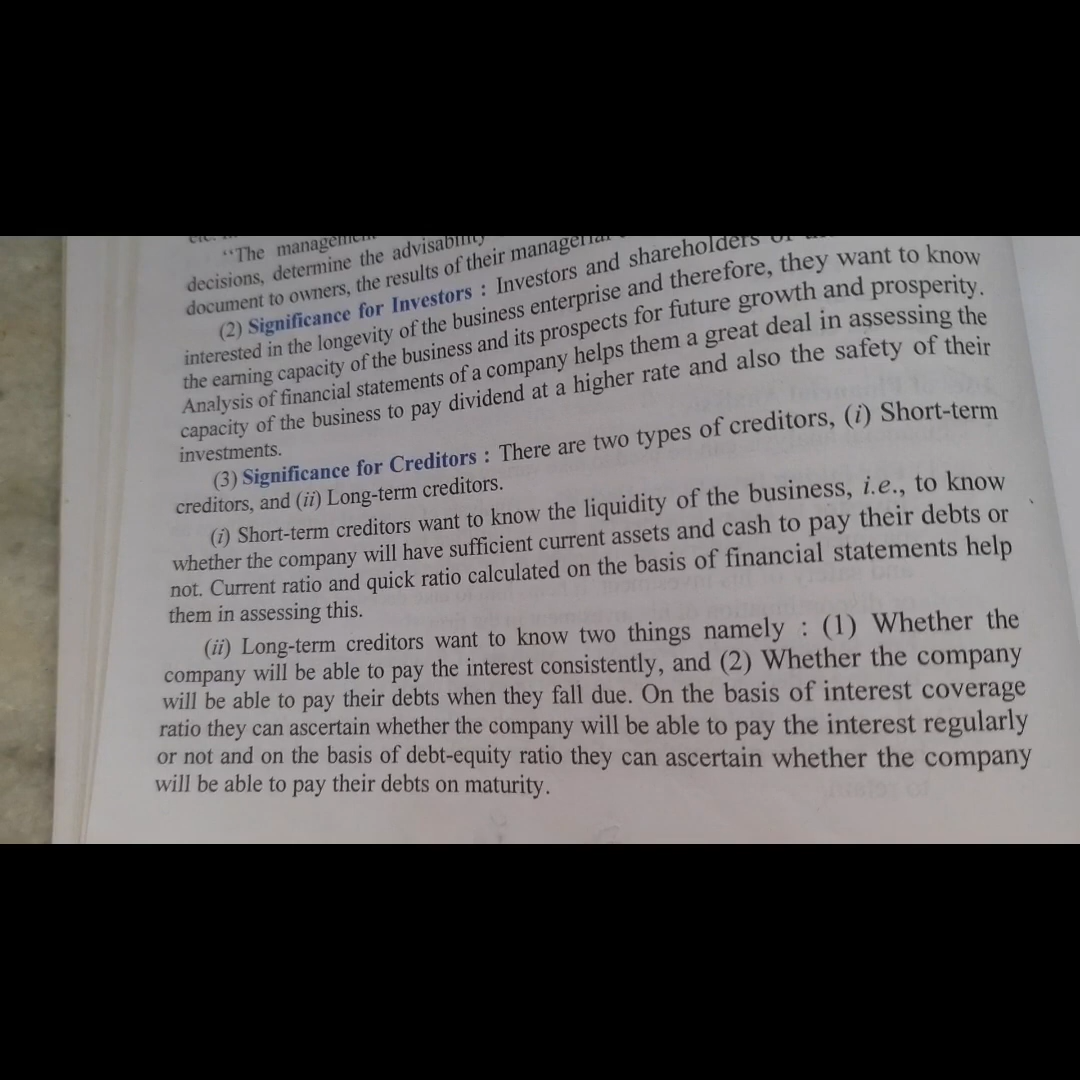 “The
decisions, determine the advisability
document to owners, the results of their managerial
(2) Significance for Investors : Investors and shareholders
interested in the longevity of the business enterprise and therefore, they want to know
the earning capacity of the business and its prospects for future growth and prosperity.
Analysis of financial statements of a company helps them a great deal in assessing the
capacity of the business to pay dividend at a higher rate and also the safety of their
investments.
(3) Significance for Creditors : There are two types of creditors, (i) Short-term
creditors, and (ii) Long-term creditors.
(i) Short-term creditors want to know the liquidity of the business, i.e., to know
whether the company will have sufficient current assets and cash to pay their debts or
not. Current ratio and quick ratio calculated on the basis of financial statements help
them in assessing this.
(ii) Long-term creditors want to know two things namely : (1) Whether the
company will be able to pay the interest consistently, and (2) Whether the company
will be able to pay their debts when they fall due. On the basis of interest coverage
ratio they can ascertain whether the company will be able to pay the interest regularly
or not and on the basis of debt-equity ratio they can ascertain whether the company
will be able to pay their debts on maturity.